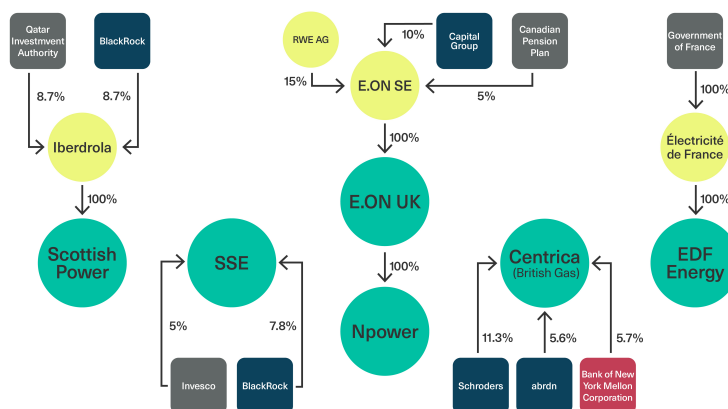 Qatar
Investmvent
Authority
BlackRock
8.7%
8.7%
Iberdrola
100%
Scottish
Power
RWE AG
15%
10%
Capital
Group
Canadian
Pension
Plan
E.ON SE
5%
100%
E.ON UK
100%
Npower
Government
of France
100%
Électricité
de France
100%
EDF
Energy
SSE
5%
7.8%
Invesco
BlackRock
Centrica
(British Gas)
11.3%
5.6%
5.7%
Schroders
abrdn
Bank of New
York Mellon
Corporation